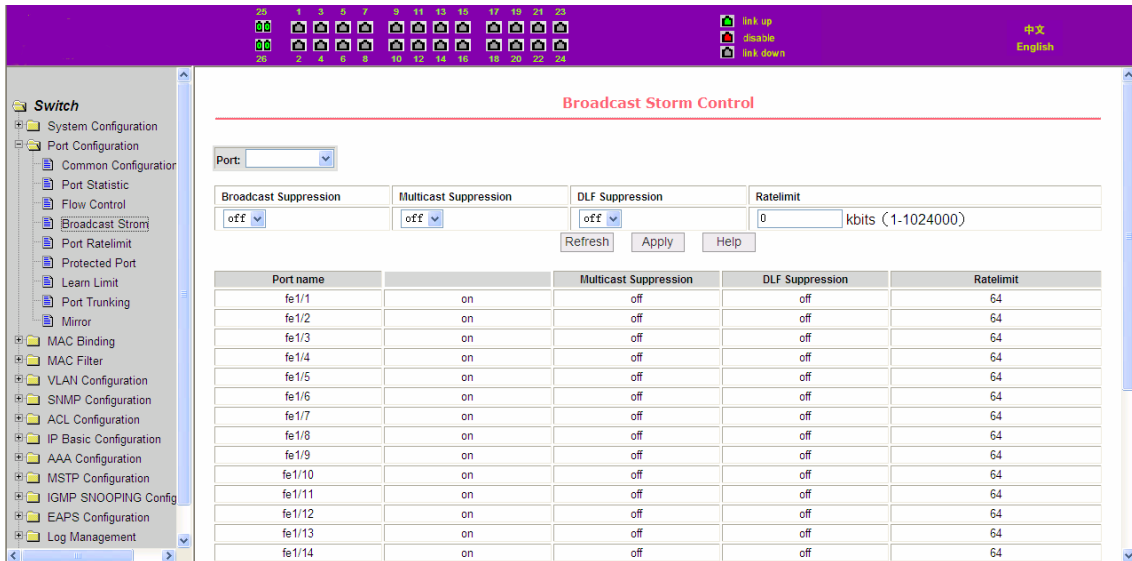 25 1 3 5 7 9 11 13 15 17 19 21 23
26 2 4 6 8 10 12 14 16 18 20 22 24
link up
disable
link down
中文
English
Switch
System Configuration
Port Configuration
Common Configuration
Port Statistic
Flow Control
Broadcast Strom
Port Ratelimit
Protected Port
Learn Limit
Port Trunking
Mirror
MAC Binding
MAC Filter
VLAN Configuration
SNMP Configuration
ACL Configuration
IP Basic Configuration
AAA Configuration
MSTP Configuration
IGMP SNOOPING Config
EAPS Configuration
Log Management
Broadcast Storm Control
Port:
Broadcast Suppression Multicast Suppression DLF Suppression Ratelimit
off off off 0 kbits（1-1024000）
Refresh Apply Help
Port name Multicast Suppression DLF Suppression Ratelimit
fe1/1 on off off 64
fe1/2 on off off 64
fe1/3 on off off 64
fe1/4 on off off 64
fe1/5 on off off 64
fe1/6 on off off 64
fe1/7 on off off 64
fe1/8 on off off 64
fe1/9 on off off 64
fe1/10 on off off 64
fe1/11 on off off 64
fe1/12 on off off 64
fe1/13 on off off 64
fe1/14 on off off 64